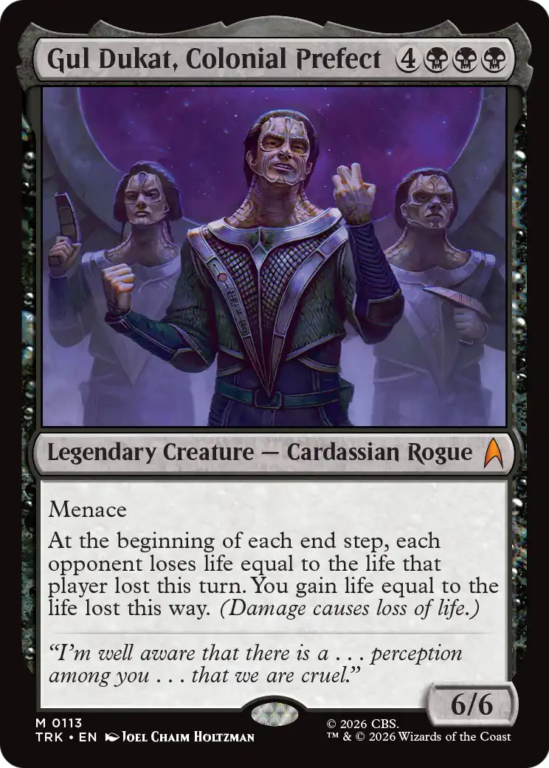 Gul Dukat, Colonial Prefect 4
Legendary Creature — Cardassian Rogue
Menace
At the beginning of each end step, each
opponent loses life equal to the life that
player lost this turn. You gain life equal to the
life lost this way. (Damage causes loss of life.)
“I’m well aware that there is a . . . perception
among you . . . that we are cruel.”
6/6
M 0113
TRK • EN Joel Chaim Holtzman
© 2026 CBS.
™ & © 2026 Wizards of the Coast